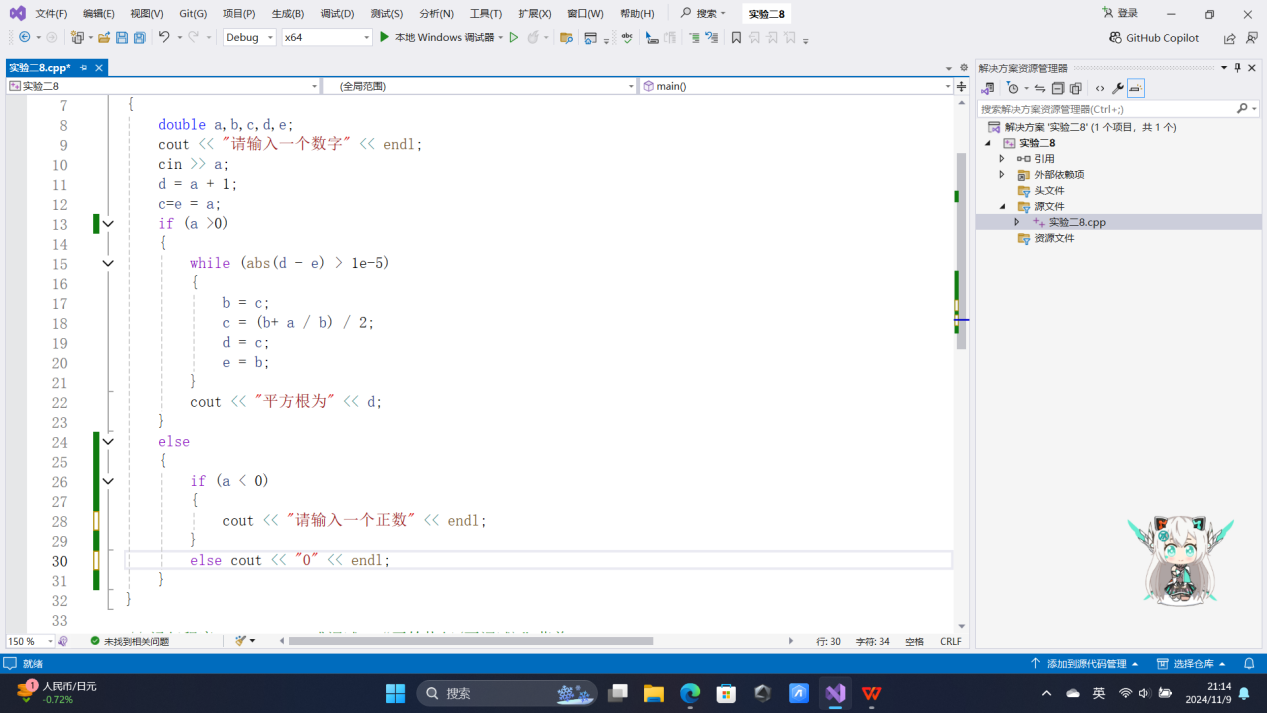 文件(F) 编辑(E) 视图(V) Git(G) 项目(P) 生成(B) 调试(D) 测试(S) 分析(N) 工具(T) 扩展(X) 窗口(W) 帮助(H) 搜索 实验二8 登录
Debug x64 本地 Windows 调试器 GitHub Copilot
实验二8.cpp*
实验二8 (全局范围) main()
7 {
8 double a,b,c,d,e;
9 cout << "请输入一个数字" << endl;
10 cin >> a;
11 d = a + 1;
12 c=e = a;
13 if (a >0)
14 {
15 while (abs(d - e) > 1e-5)
16 {
17 b = c;
18 c = (b+ a / b) / 2;
19 d = c;
20 e = b;
21 }
22 cout << "平方根为" << d;
23 }
24 else
25 {
26 if (a < 0)
27 {
28 cout << "请输入一个正数" << endl;
29 }
30 else cout << "0" << endl;
31 }
32 }
33
150 % 未找到相关问题 行: 30 字符: 34 空格 CRLF
解决方案资源管理器
搜索解决方案资源管理器(Ctrl+;)
解决方案 '实验二8' (1 个项目，共 1 个)
实验二8
引用
外部依赖项
头文件
源文件
实验二8.cpp
资源文件
就绪 添加到源代码管理 选择仓库
1 人民币/日元
-0.72%
搜索
英
21:14
2024/11/9